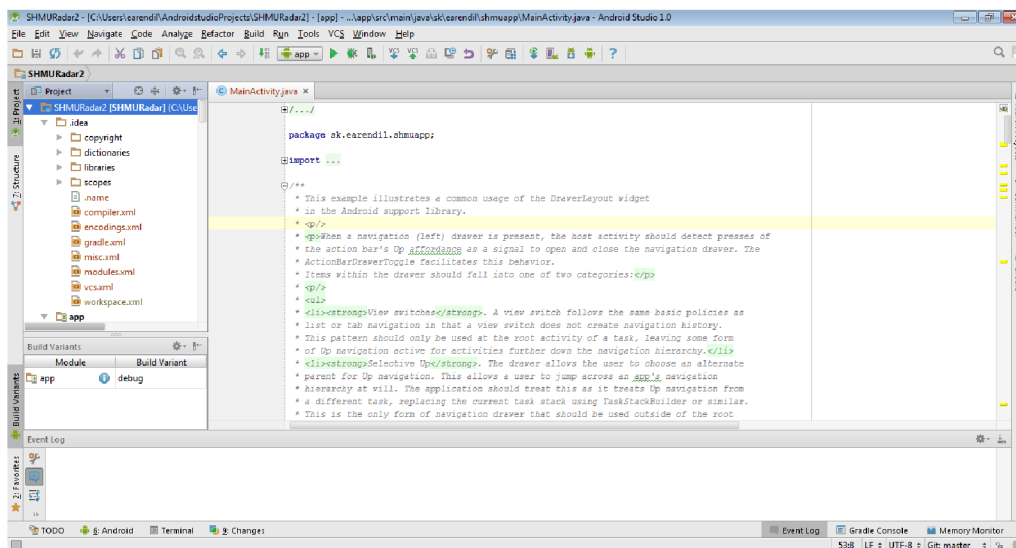 SHMURadar2 - [C:\Users\earendil\AndroidstudioProjects\SHMURadar2] - [app] - ...\app\src\main\java\sk\earendil\shmuapp\MainActivity.java - Android Studio 1.0
File Edit View Navigate Code Analyze Refactor Build Run Tools VCS Window Help
app
VCS VCS
SHMURadar2
1: Project
Project
MainActivity.java
SHMURadar2 [SHMURadar] (C:\Use
.idea
copyright
dictionaries
libraries
scopes
.name
compiler.xml
encodings.xml
gradle.xml
misc.xml
modules.xml
vcs.xml
workspace.xml
app
7: Structure
/.../
package sk.earendil.shmuapp;
import ...
/**
* This example illustrates a common usage of the DrawerLayout widget
* in the Android support library.
* <p/>
* <p>When a navigation (left) drawer is present, the host activity should detect presses of
* the action bar's Up affordance as a signal to open and close the navigation drawer. The
* ActionBarDrawerToggle facilitates this behavior.
* Items within the drawer should fall into one of two categories:</p>
* <p/>
* <ul>
* <li><strong>View switches</strong>. A view switch follows the same basic policies as
* list or tab navigation in that a view switch does not create navigation history.
* This pattern should only be used at the root activity of a task, leaving some form
* of Up navigation active for activities further down the navigation hierarchy.</li>
* <li><strong>Selective Up</strong>. The drawer allows the user to choose an alternate
* parent for Up navigation. This allows a user to jump across an app's navigation
* hierarchy at will. The application should treat this as it treats Up navigation from
* a different task, replacing the current task stack using TaskStackBuilder or similar.
* This is the only form of navigation drawer that should be used outside of the root
Build Variants
Module Build Variant
app debug
Build Variants
Event Log
2: Favorites
TODO 6: Android Terminal 9: Changes Event Log Gradle Console Memory Monitor
53:8 LF UTF-8 Git: master